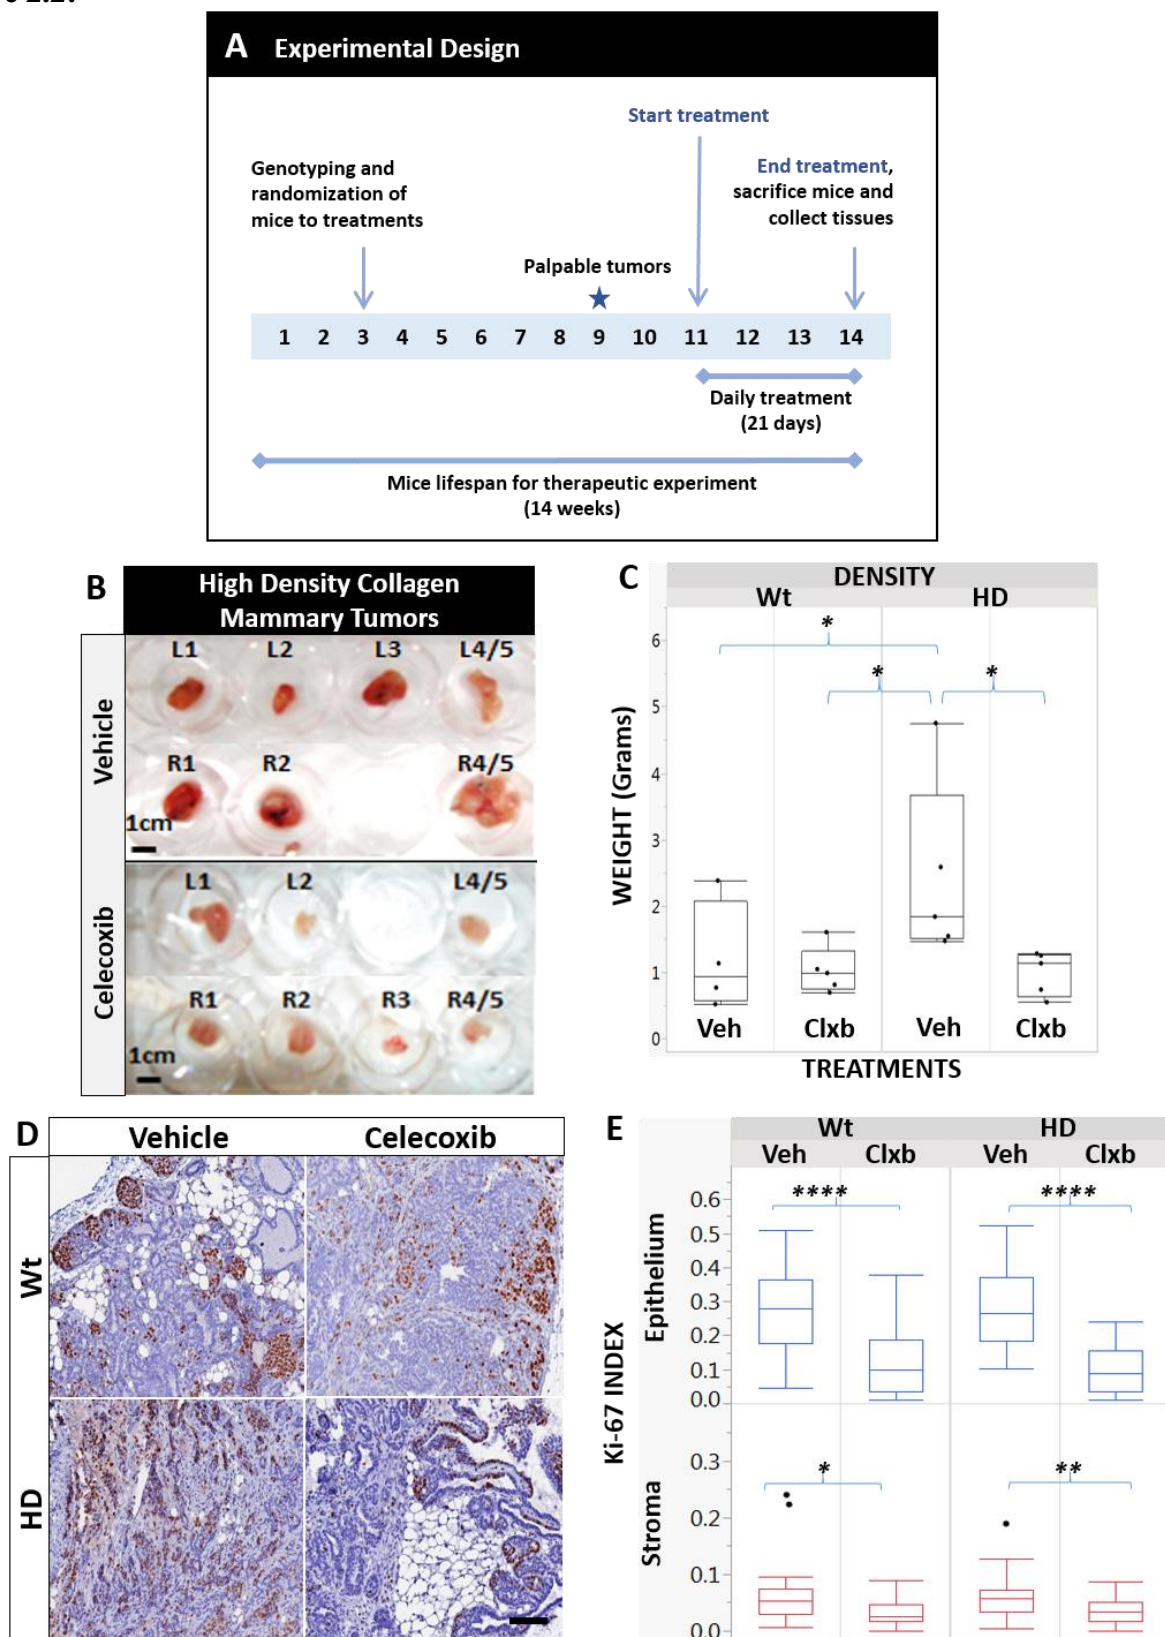 A Experimental Design
Start treatment
Genotyping and
randomization of
mice to treatments
End treatment,
sacrifice mice and
collect tissues
Palpable tumors
1 2 3 4 5 6 7 8 9 10 11 12 13 14
Daily treatment
(21 days)
Mice lifespan for therapeutic experiment
(14 weeks)
B
High Density Collagen
Mammary Tumors
Vehicle
L1 L2 L3 L4/5
R1 R2 R4/5
1cm
Celecoxib
L1 L2 L4/5
R1 R2 R3 R4/5
1cm
C
DENSITY
Wt HD
*
* *
WEIGHT (Grams)
6
5
4
3
2
1
0
Veh Clxb Veh Clxb
TREATMENTS
D
Vehicle Celecoxib
Wt
HD
E
Wt HD
Veh Clxb Veh Clxb
**** ****
Ki-67 INDEX
Epithelium
0.6
0.5
0.4
0.3
0.2
0.1
0.0
Stroma
* **
0.3
0.2
0.1
0.0